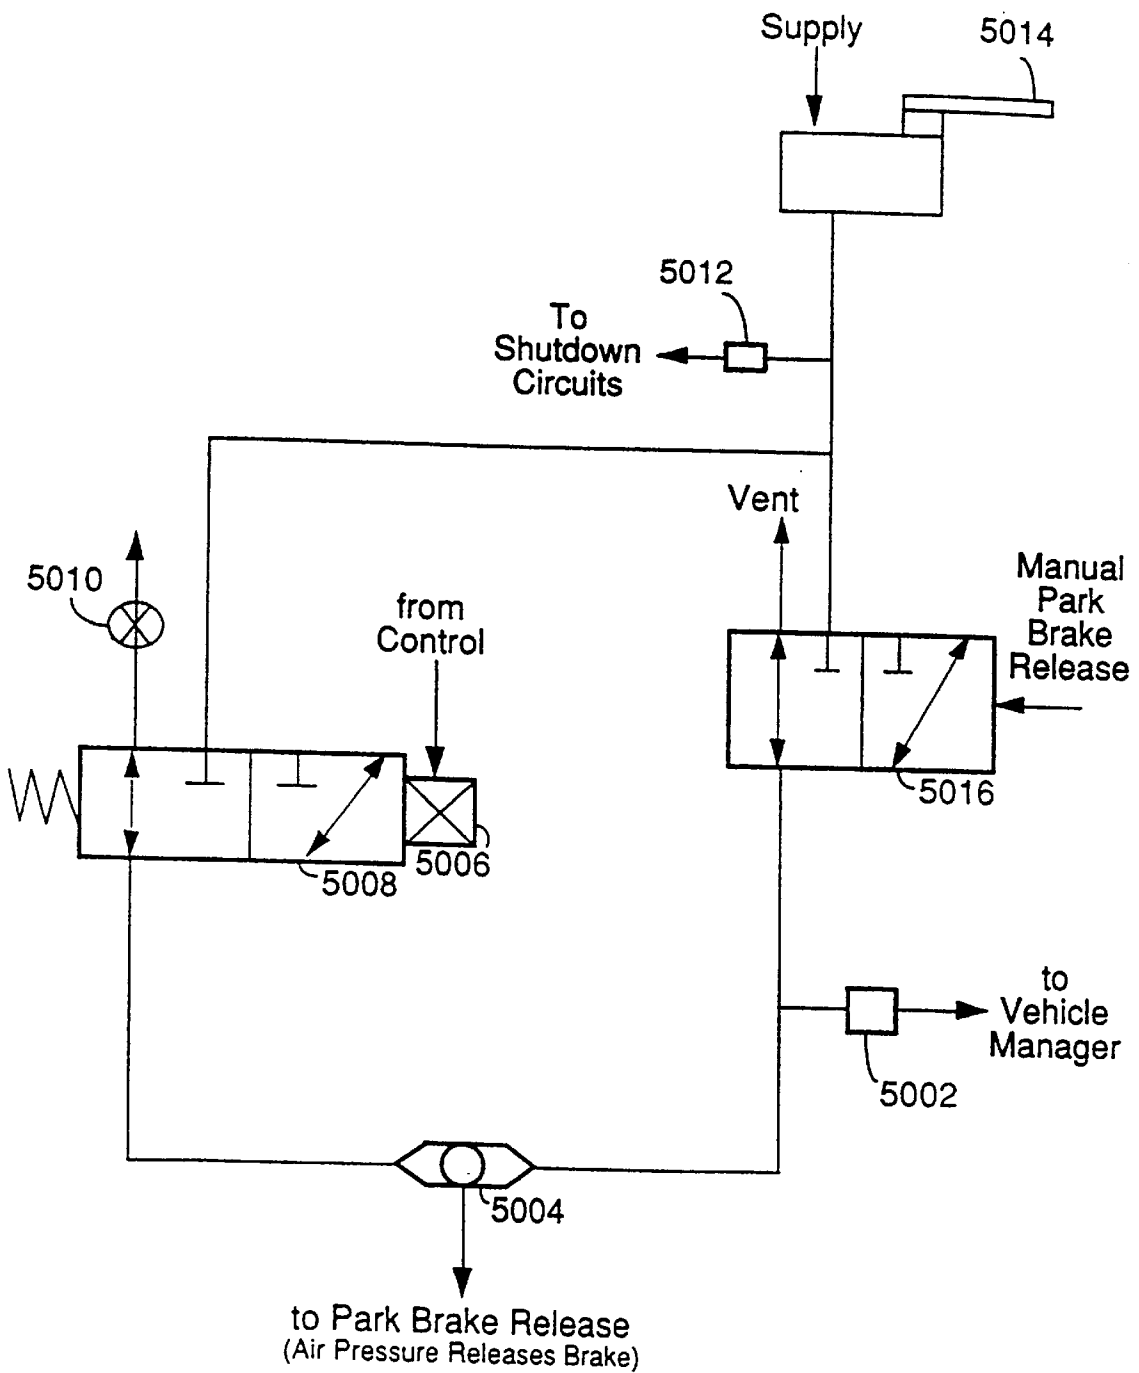 Supply
5014
5012
To
Shutdown
Circuits
Vent
Manual
Park
Brake
Release
5010
from
Control
5016
5006
5008
to
Vehicle
Manager
5002
5004
to Park Brake Release
(Air Pressure Releases Brake)